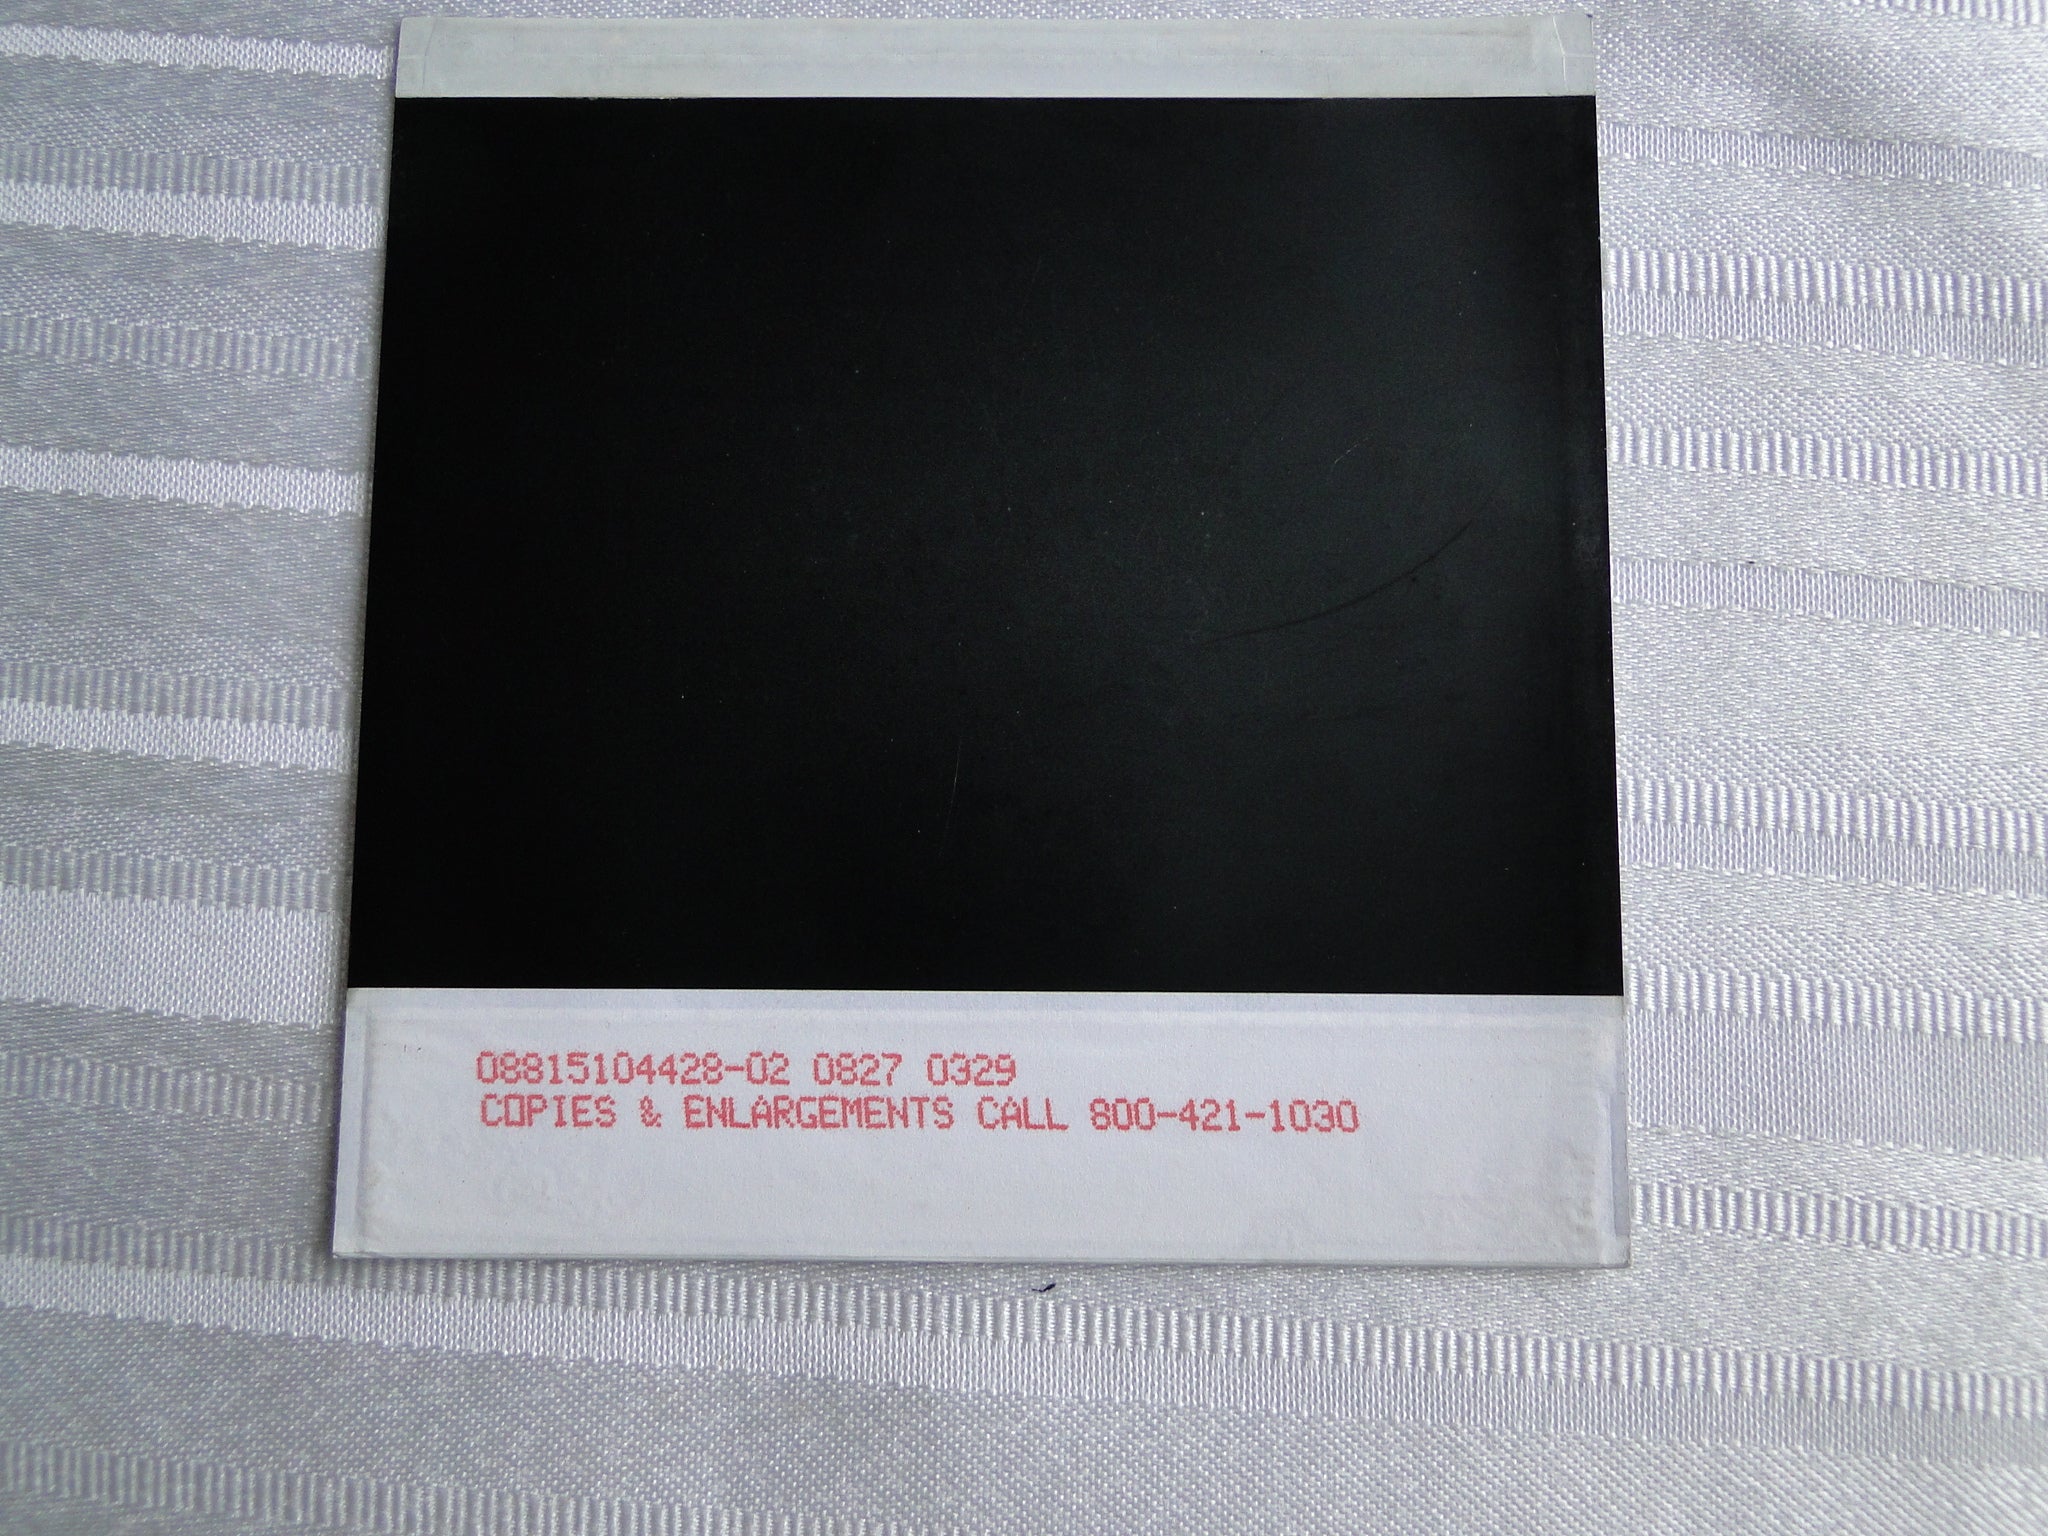 08815104428-02 0827 0329
COPIES & ENLARGEMENTS CALL 800-421-1030